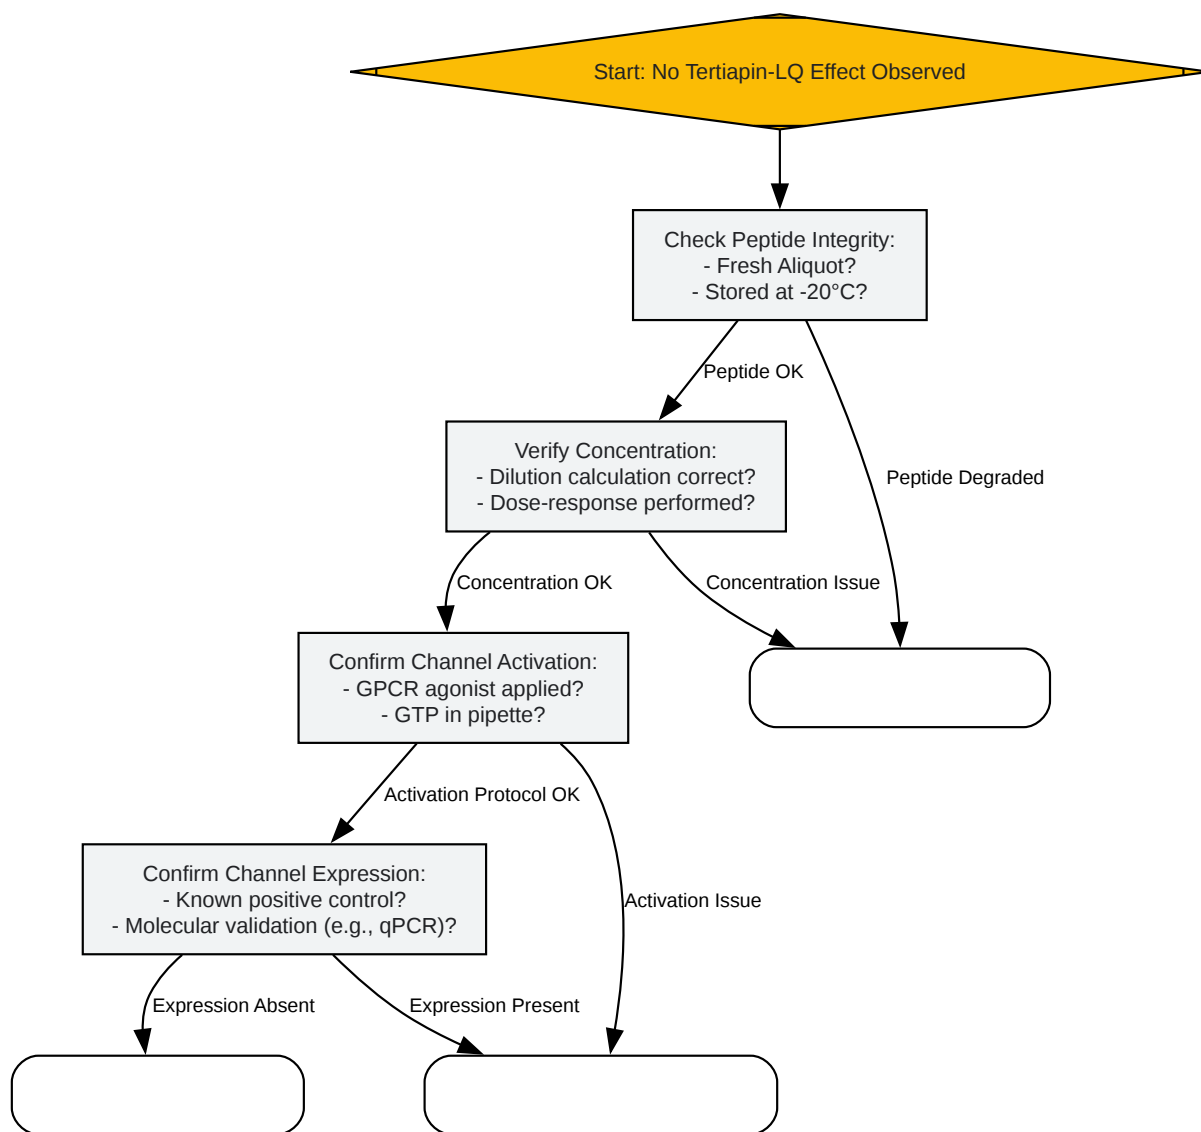 Start: No Tertiapin-LQ Effect Observed
Check Peptide Integrity:
- Fresh Aliquot?
- Stored at -20°C?
Peptide OK
Verify Concentration:
- Dilution calculation correct?
- Dose-response performed?
Peptide Degraded
Concentration OK
Concentration Issue
Confirm Channel Activation:
- GPCR agonist applied?
- GTP in pipette?
Activation Protocol OK
Confirm Channel Expression:
- Known positive control?
- Molecular validation (e.g., qPCR)?
Activation Issue
Expression Absent
Expression Present